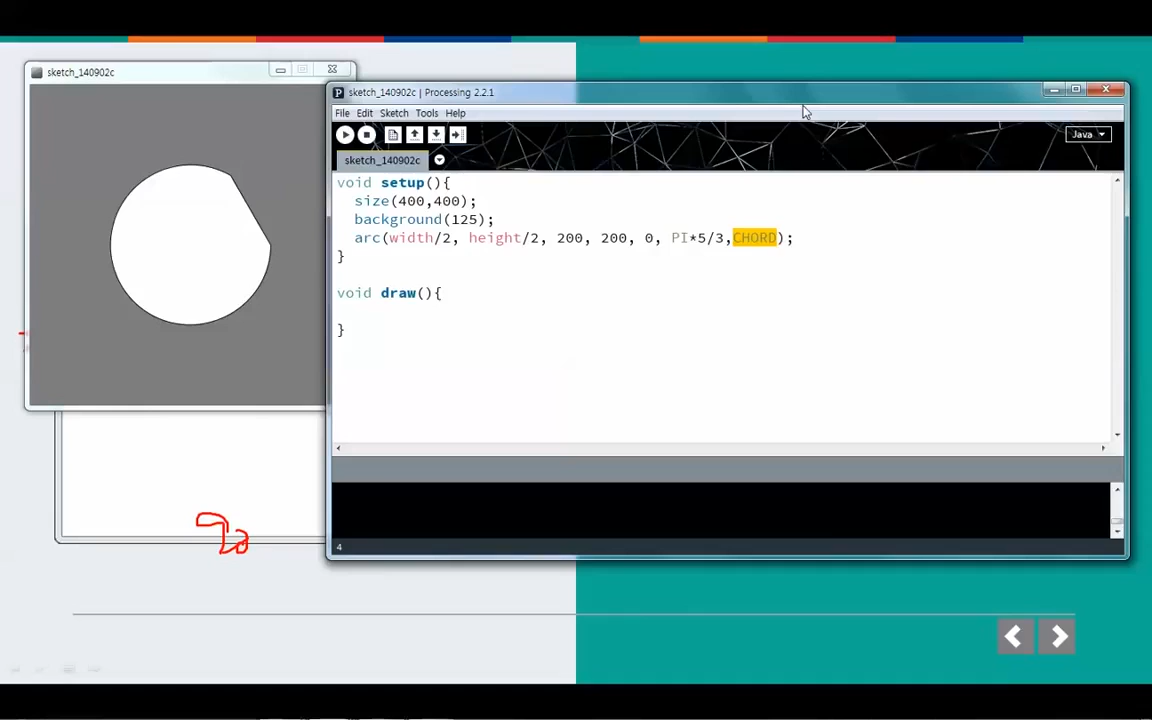 sketch_140902c
sketch_140902c | Processing 2.2.1
File Edit Sketch Tools Help
Java
sketch_140902c
void setup(){
size(400,400);
background(125);
arc(width/2, height/2, 200, 200, 0, PI*5/3,CHORD);
}
void draw(){
}
4